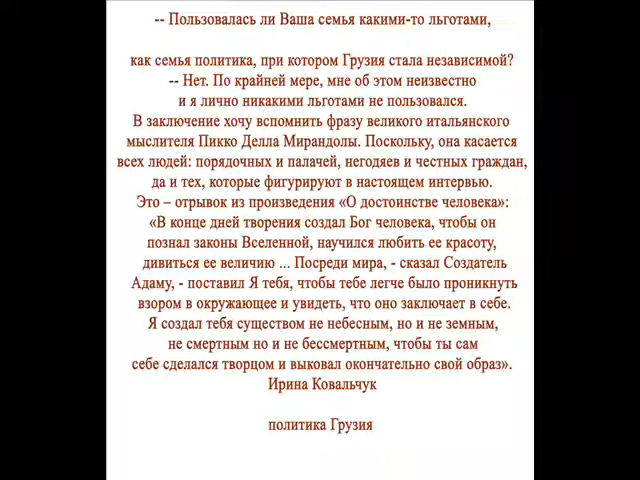 -- Пользовалась ли Ваша семья какими-то льготами,
как семья политика, при котором Грузия стала независимой?
-- Нет. По крайней мере, мне об этом неизвестно
и я лично никакими льготами не пользовался.
В заключение хочу вспомнить фразу великого итальянского
мыслителя Пикко Делла Мирандолы. Поскольку, она касается
всех людей: порядочных и палачей, негодяев и честных граждан,
да и тех, которые фигурируют в настоящем интервью.
Это – отрывок из произведения «О достоинстве человека»:
«В конце дней творения создал Бог человека, чтобы он
познал законы Вселенной, научился любить ее красоту,
дивиться ее величию ... Посреди мира, - сказал Создатель
Адаму, - поставил Я тебя, чтобы тебе легче было проникнуть
взором в окружающее и увидеть, что оно заключает в себе.
Я создал тебя существом не небесным, но и не земным,
не смертным но и не бессмертным, чтобы ты сам
себе сделался творцом и выковал окончательно свой образ».
Ирина Ковальчук
политика Грузия